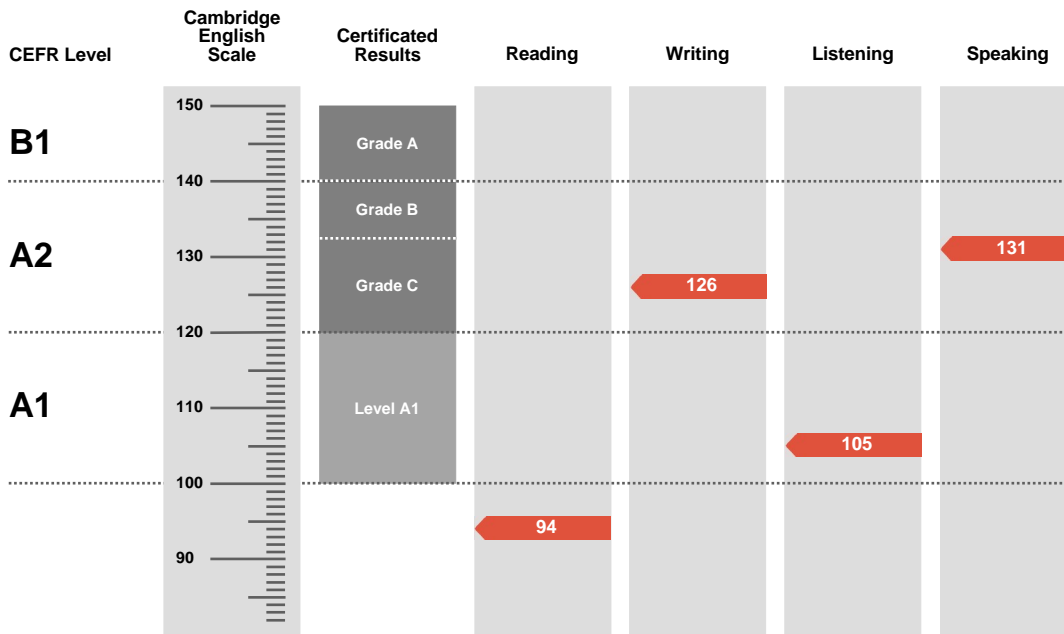 CEFR Level
Cambridge
English
Scale
Certificated
Results
Reading
Writing
Listening
Speaking
150
B1
Grade A
140
Grade B
A2
131
130
Grade C
126
120
A1
Level A1
110
105
100
94
90